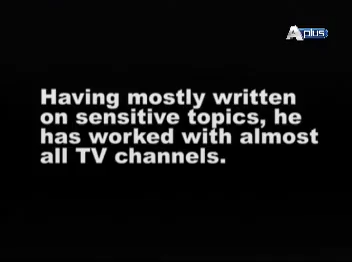 Aplus
Having mostly written
on sensitive topics, he
has worked with almost
all TV channels.